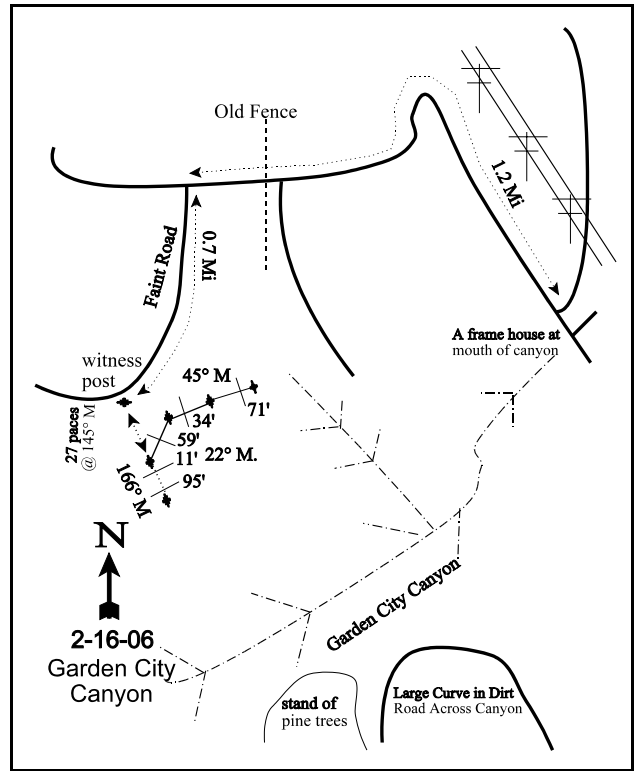 Old Fence
1.2 Mi
0.7 Mi
Faint Road
A frame house at
mouth of canyon
witness
post
45° M
34'
71'
27 paces
@ 145° M
59'
11'
22° M.
95'
166° M
N
2-16-06
Garden City
Canyon
Garden City Canyon
stand of
pine trees
Large Curve in Dirt
Road Across Canyon